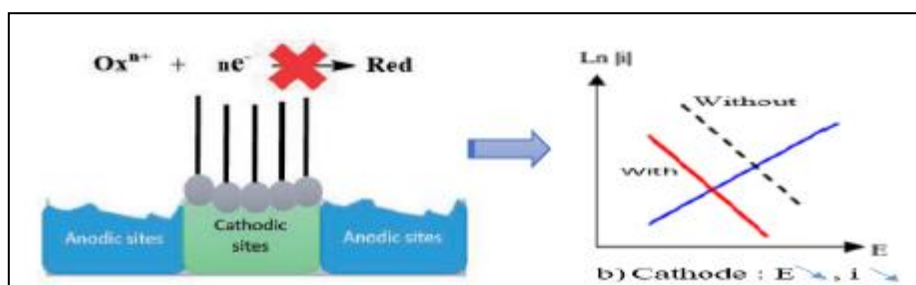 Oxⁿ⁺ + ne⁻ Red
Anodic sites
Cathodic
sites
Anodic sites
Ln |i|
Without
With
E
b) Cathode : E , i